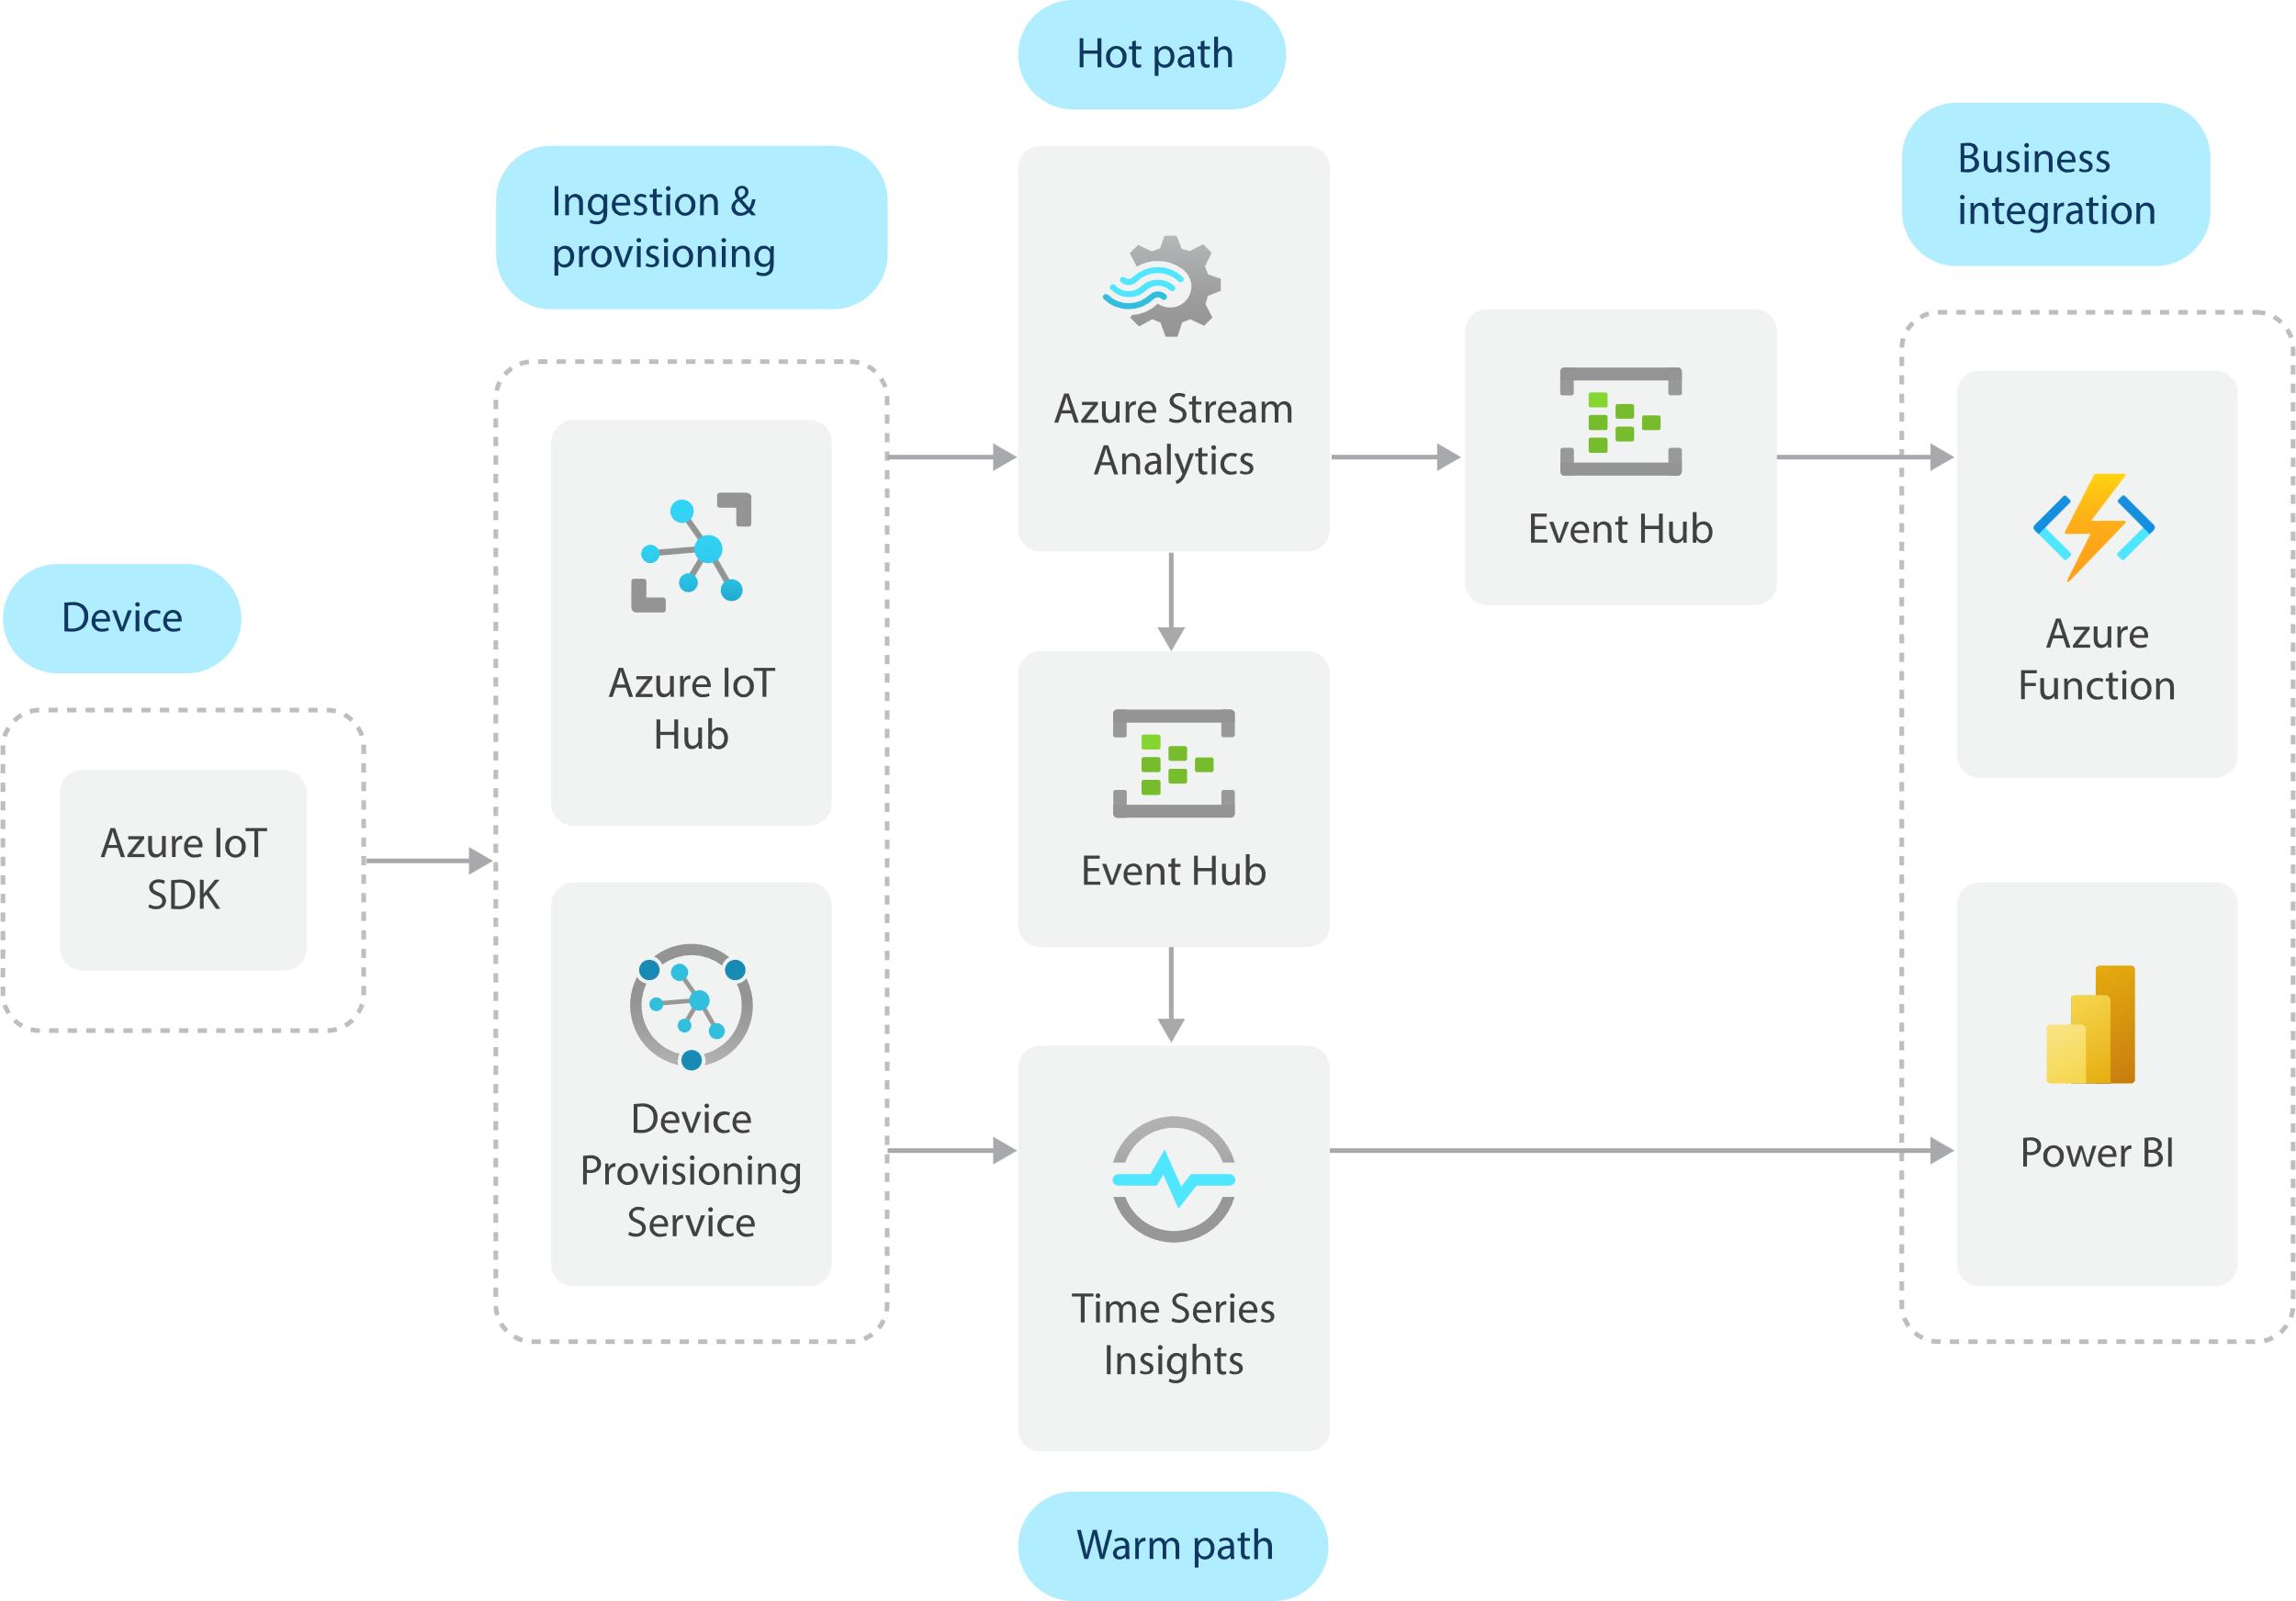 Hot path
Business
integration
Ingestion &
provisioning
Azure Stream
Analytics
Event Hub
Device
Azure IoT
Hub
Azure
Function
Azure IoT
SDK
Event Hub
Device
Provisioning
Service
Power BI
Time Series
Insights
Warm path